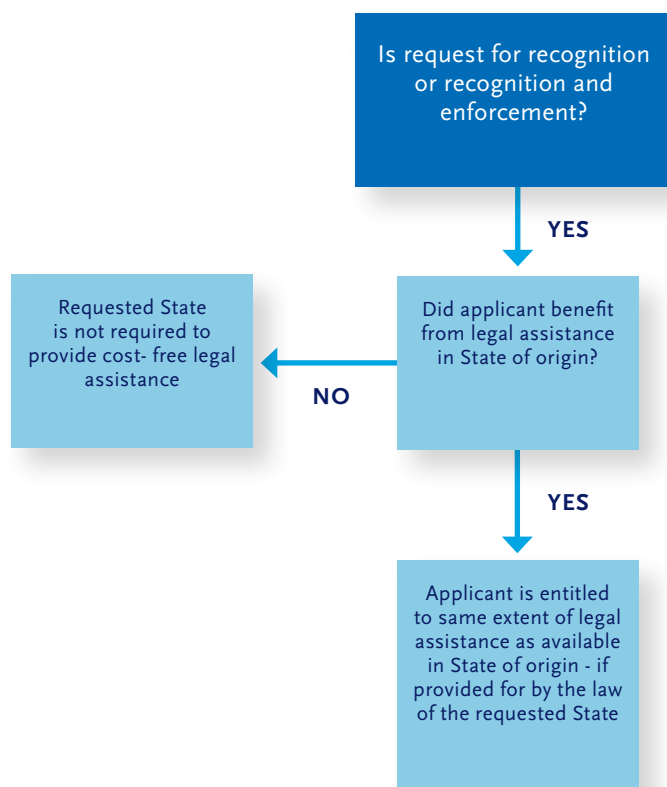 Is request for recognition
or recognition and
enforcement?
YES
Did applicant benefit
from legal assistance
in State of origin?
NO
Requested State
is not required to
provide cost- free legal
assistance
YES
Applicant is entitled
to same extent of legal
assistance as available
in State of origin - if
provided for by the law
of the requested State